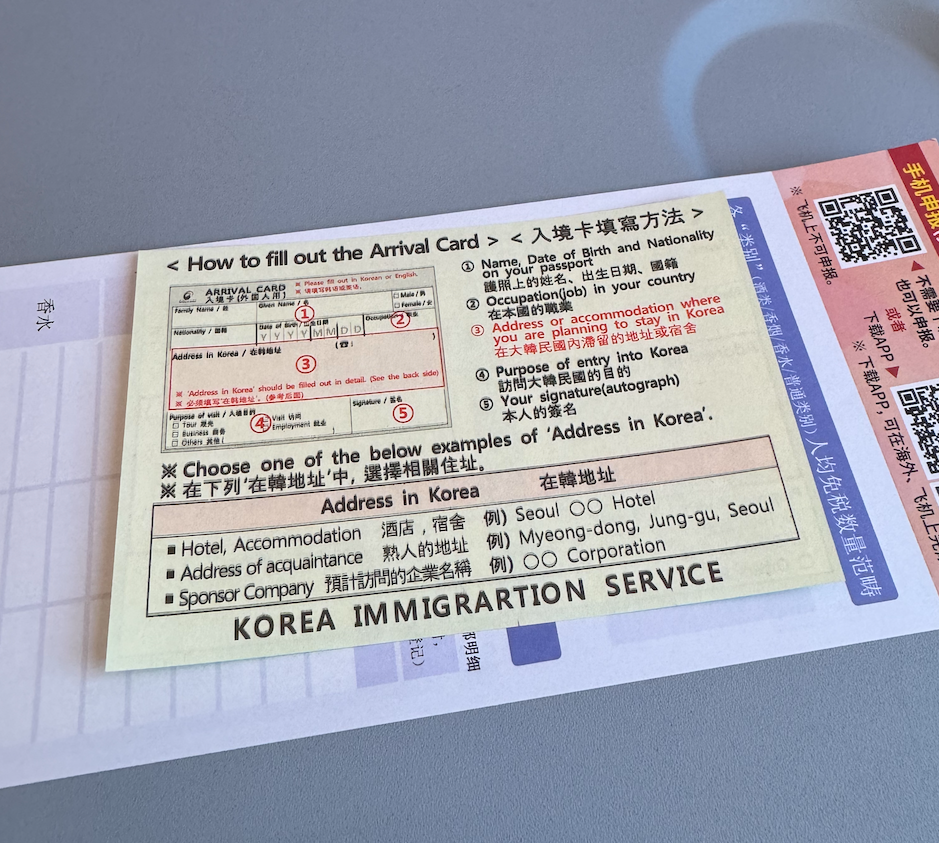 < How to fill out the Arrival Card > < 入境卡填寫方法 >
ARRIVAL CARD
入境卡(外国人用)
※ Please fill out in Korean or English.
※ 请填写韩语或英语。
Family Name / 姓
Given Name / 名
①
□ Male / 男
□ Female / 女
Nationality / 国籍
Date of Birth / 出生日期
Y Y Y Y M M D D
②
Address in Korea / 在韩地址
( ☎ : )
③
※ 'Address in Korea' should be filled out in detail. (See the back side)
※ 必须填写'在韩地址'。(参考后面)
Purpose of visit / 入境目的
□ Tour 观光
□ Business 商务
□ Others 其他 (
④
Visit 访问
Employment 就业
Signature / 签名
⑤
① Name, Date of Birth and Nationality
on your passport
護照上的姓名、出生日期、國籍
② Occupation(job) in your country
在本國的職業
③ Address or accommodation where
you are planning to stay in Korea
在大韓民國內滯留的地址或宿舍
④ Purpose of entry into Korea
訪問大韓民國的目的
⑤ Your signature(autograph)
本人的簽名
※ Choose one of the below examples of 'Address in Korea'.
※ 在下列'在韓地址'中，選擇相關住址。
Address in Korea 在韓地址
■ Hotel, Accommodation 酒店，宿舍 例) Seoul ○○ Hotel
■ Address of acquaintance 熟人的地址 例) Myeong-dong, Jung-gu, Seoul
■ Sponsor Company 預計訪問的企業名稱 例) ○○ Corporation
KOREA IMMIGRARTION SERVICE
香水
手机申报
※ 飞机上不可申报。
不需要
也可以申报。
或者
下载APP
※ 下载APP，可在海外、
"类别" (酒类/香烟/香水/普通类别) 人均免税数量范畴
明细
登记)